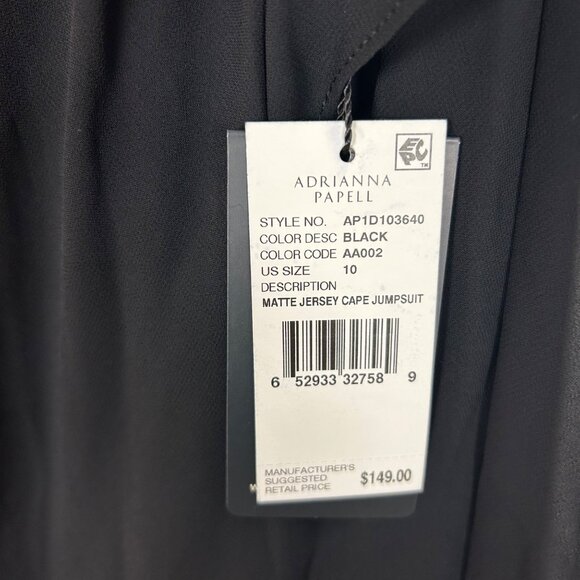 EPC™
ADRIANNA
PAPELL
STYLE NO. AP1D103640
COLOR DESC BLACK
COLOR CODE AA002
US SIZE 10
DESCRIPTION
MATTE JERSEY CAPE JUMPSUIT
6 52933 32758 9
MANUFACTURER'S
SUGGESTED
RETAIL PRICE $149.00